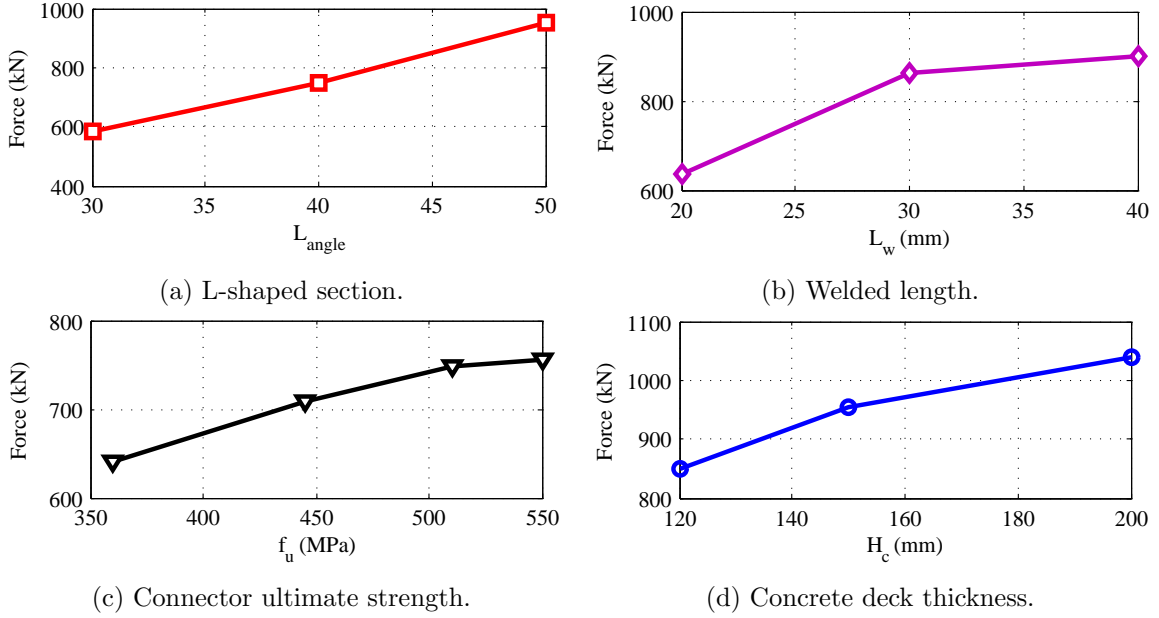 1000
800
600
400
Force (kN)
30 35 40 45 50
L_angle
(a) L-shaped section.
1000
800
600
Force (kN)
20 25 30 35 40
L_w (mm)
(b) Welded length.
800
700
600
Force (kN)
350 400 450 500 550
f_u (MPa)
(c) Connector ultimate strength.
1100
1000
900
800
Force (kN)
120 140 160 180 200
H_c (mm)
(d) Concrete deck thickness.